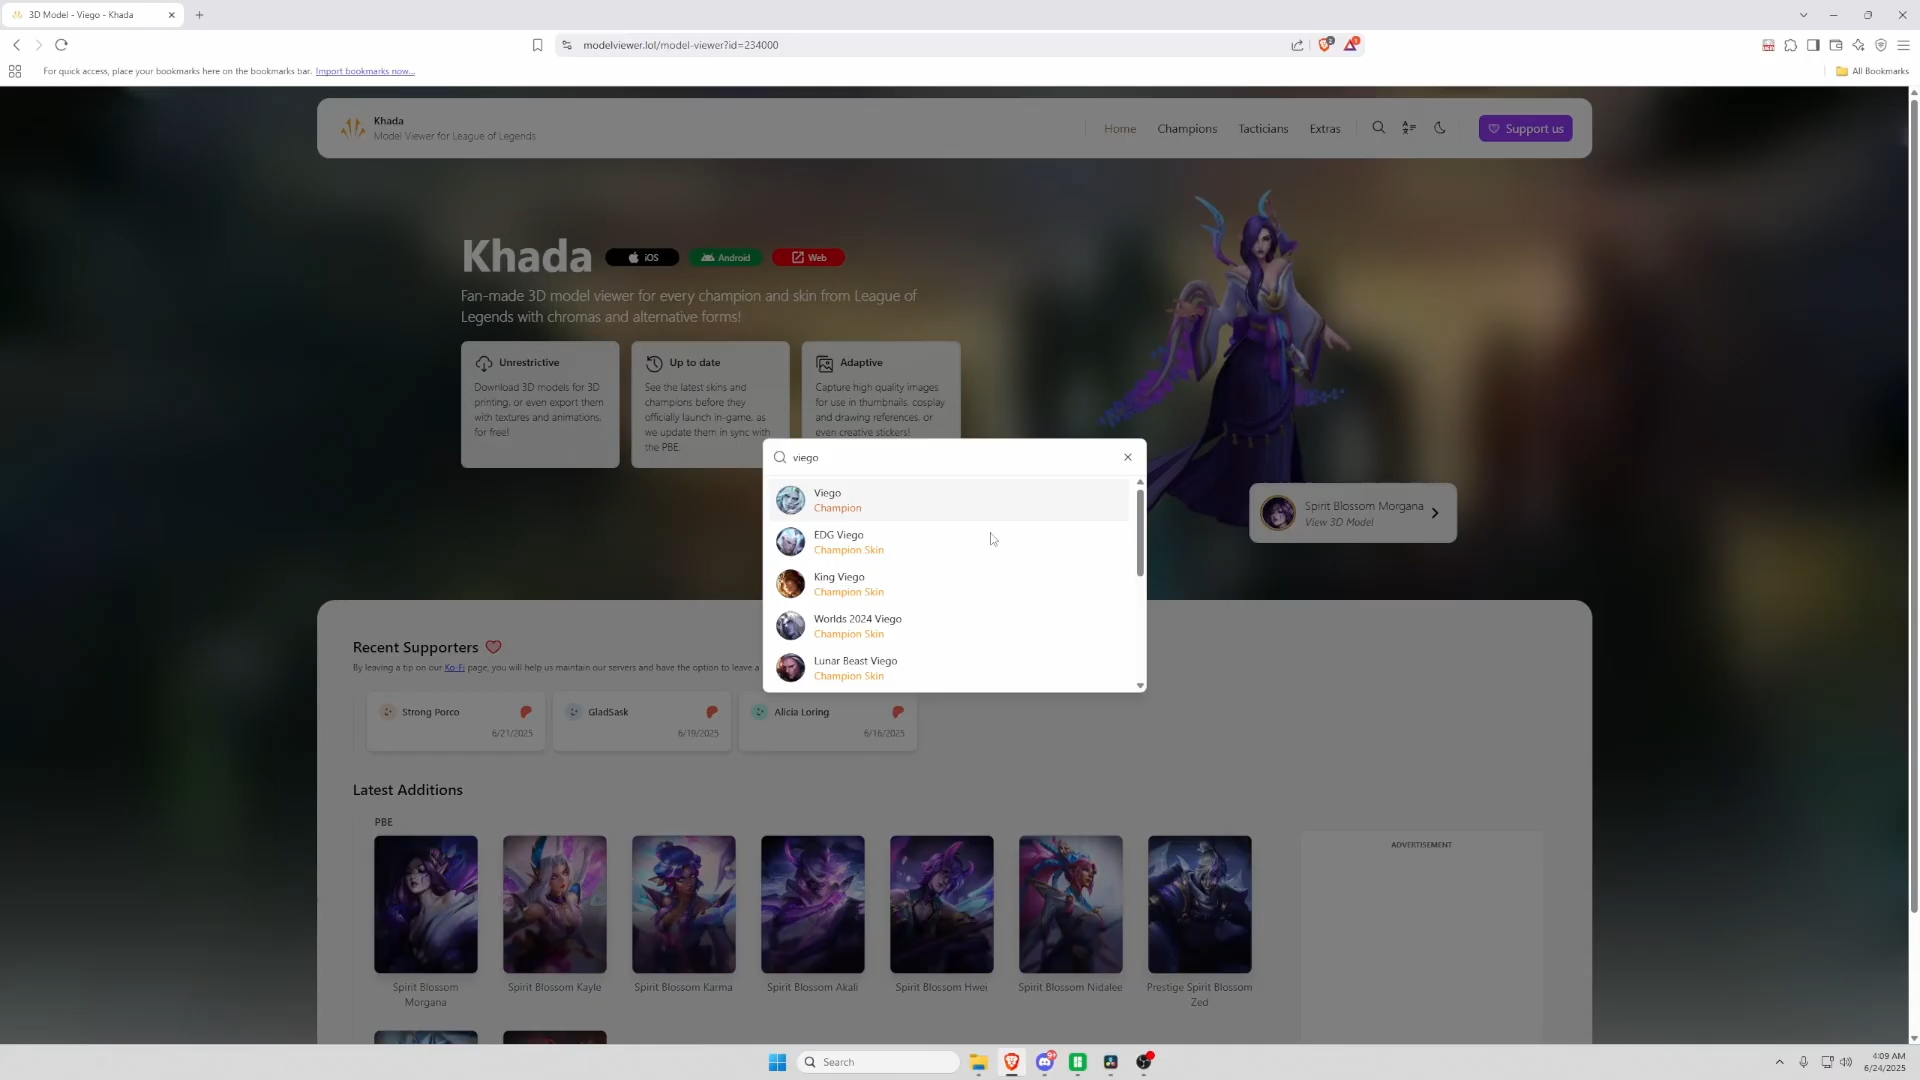 3D Model - Viego - Khada
modelviewer.lol/model-viewer?id=234000
For quick access, place your bookmarks here on the bookmarks bar. Import bookmarks now...
All Bookmarks
Khada
Model Viewer for League of Legends
Home
Champions
Tacticians
Extras
Support us
Khada
iOS
Android
Web
Fan-made 3D model viewer for every champion and skin from League of
Legends with chromas and alternative forms!
Unrestrictive
Download 3D models for 3D
printing, or even export them
with textures and animations,
for free!
Up to date
See the latest skins and
champions before they
officially launch in-game, as
we update them in sync with
the PBE.
Adaptive
Capture high quality images
for use in thumbnails, cosplay
and drawing references, or
even creative stickers!
viego
Viego
Champion
EDG Viego
Champion Skin
King Viego
Champion Skin
Worlds 2024 Viego
Champion Skin
Lunar Beast Viego
Champion Skin
Spirit Blossom Morgana
View 3D Model
Recent Supporters
By leaving a tip on our Ko-Fi page, you will help us maintain our servers and have the option to leave a
Strong Porco
6/21/2025
GladSask
6/19/2025
Alicia Loring
6/16/2025
Latest Additions
PBE
Spirit Blossom
Morgana
Spirit Blossom Kayle
Spirit Blossom Karma
Spirit Blossom Akali
Spirit Blossom Hwei
Spirit Blossom Nidalee
Prestige Spirit Blossom
Zed
ADVERTISEMENT
Search
4:09 AM
6/24/2025